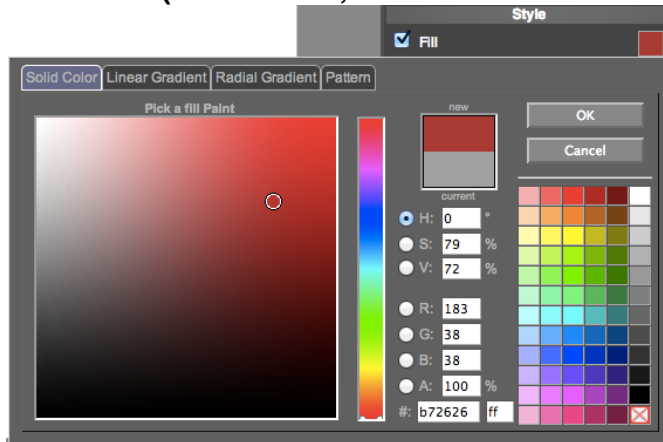 Style
Fill
Solid Color Linear Gradient Radial Gradient Pattern
Pick a fill Paint
new
current
OK
Cancel
H: 0 °
S: 79 %
V: 72 %
R: 183
G: 38
B: 38
A: 100 %
#: b72626 ff